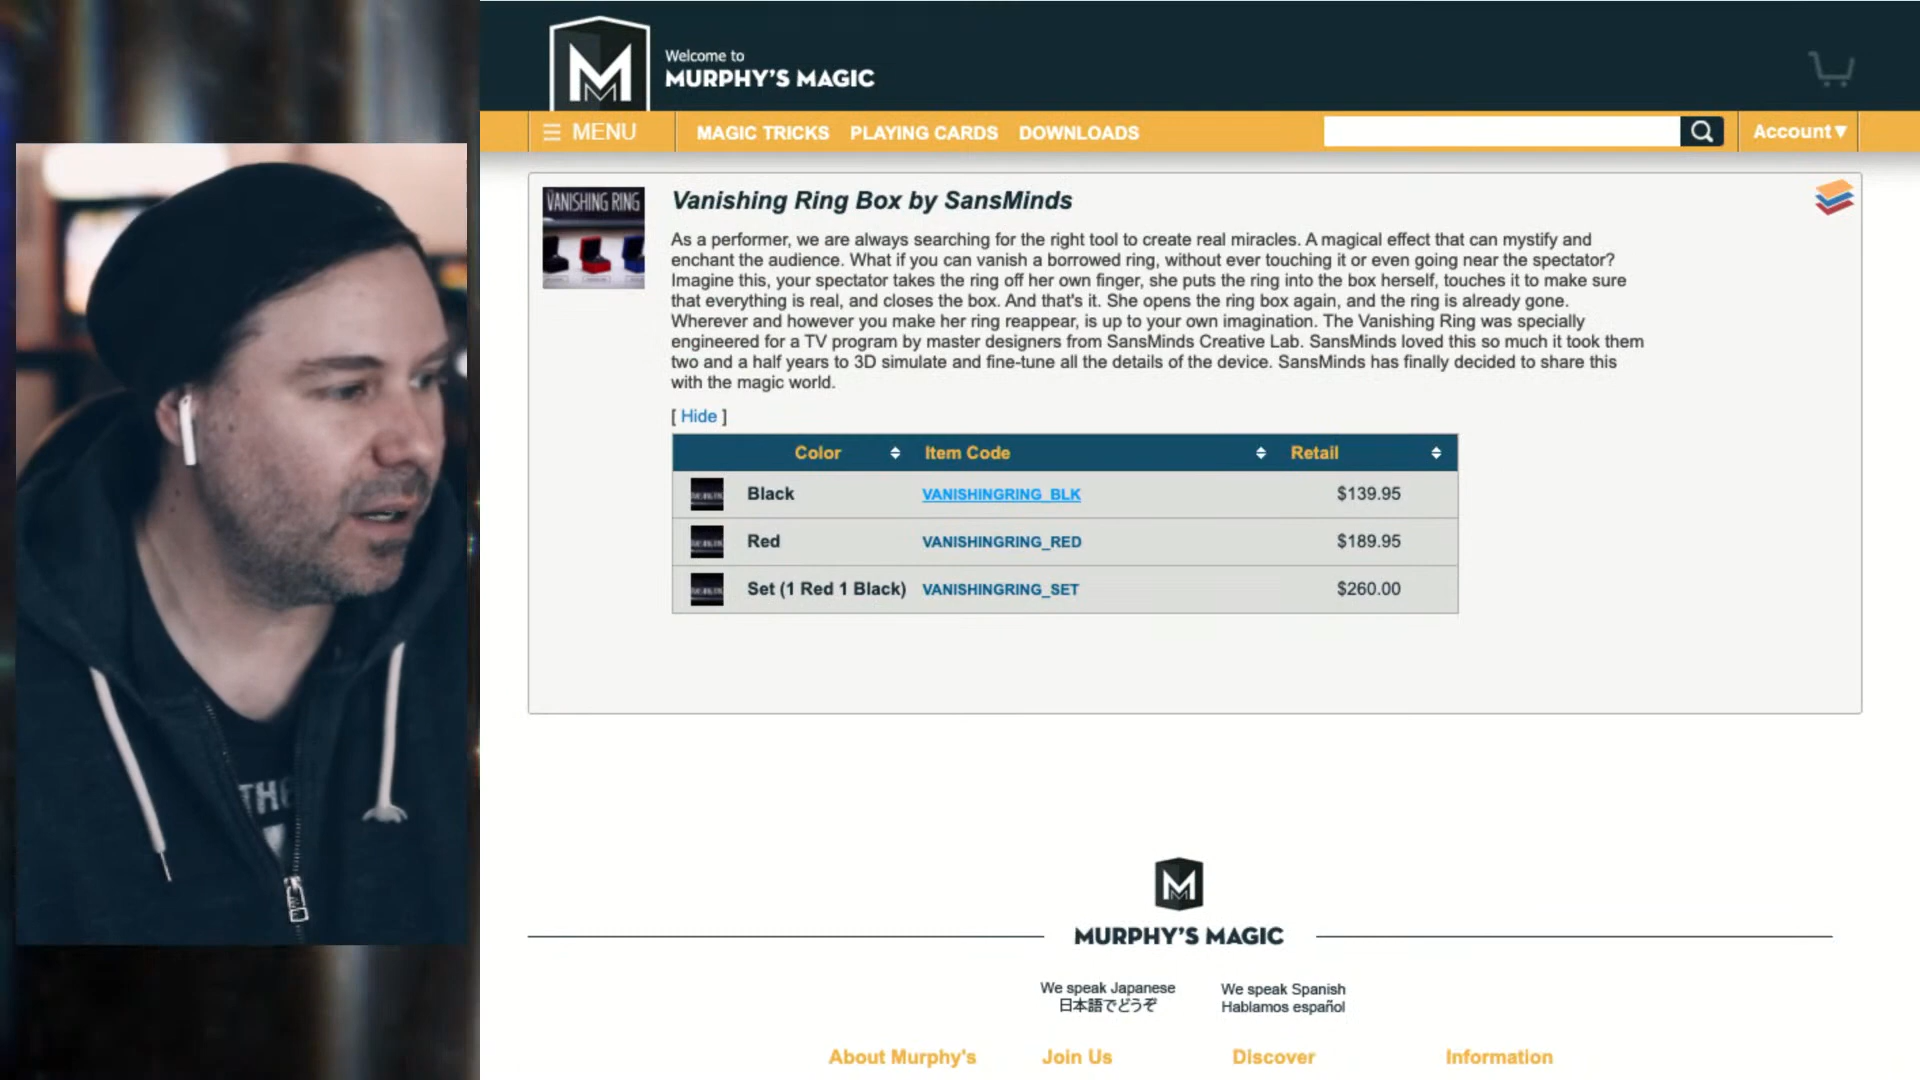 Welcome to
MURPHY'S MAGIC
☰ MENU
MAGIC TRICKS PLAYING CARDS DOWNLOADS
Account▼
VANISHING RING
Vanishing Ring Box by SansMinds
As a performer, we are always searching for the right tool to create real miracles. A magical effect that can mystify and
enchant the audience. What if you can vanish a borrowed ring, without ever touching it or even going near the spectator?
Imagine this, your spectator takes the ring off her own finger, she puts the ring into the box herself, touches it to make sure
that everything is real, and closes the box. And that's it. She opens the ring box again, and the ring is already gone.
Wherever and however you make her ring reappear, is up to your own imagination. The Vanishing Ring was specially
engineered for a TV program by master designers from SansMinds Creative Lab. SansMinds loved this so much it took them
two and a half years to 3D simulate and fine-tune all the details of the device. SansMinds has finally decided to share this
with the magic world.
[ Hide ]
Color Item Code Retail
Black VANISHINGRING_BLK $139.95
Red VANISHINGRING_RED $189.95
Set (1 Red 1 Black) VANISHINGRING_SET $260.00
THE
MURPHY'S MAGIC
We speak Japanese
日本語でどうぞ
We speak Spanish
Hablamos español
About Murphy's Join Us Discover Information